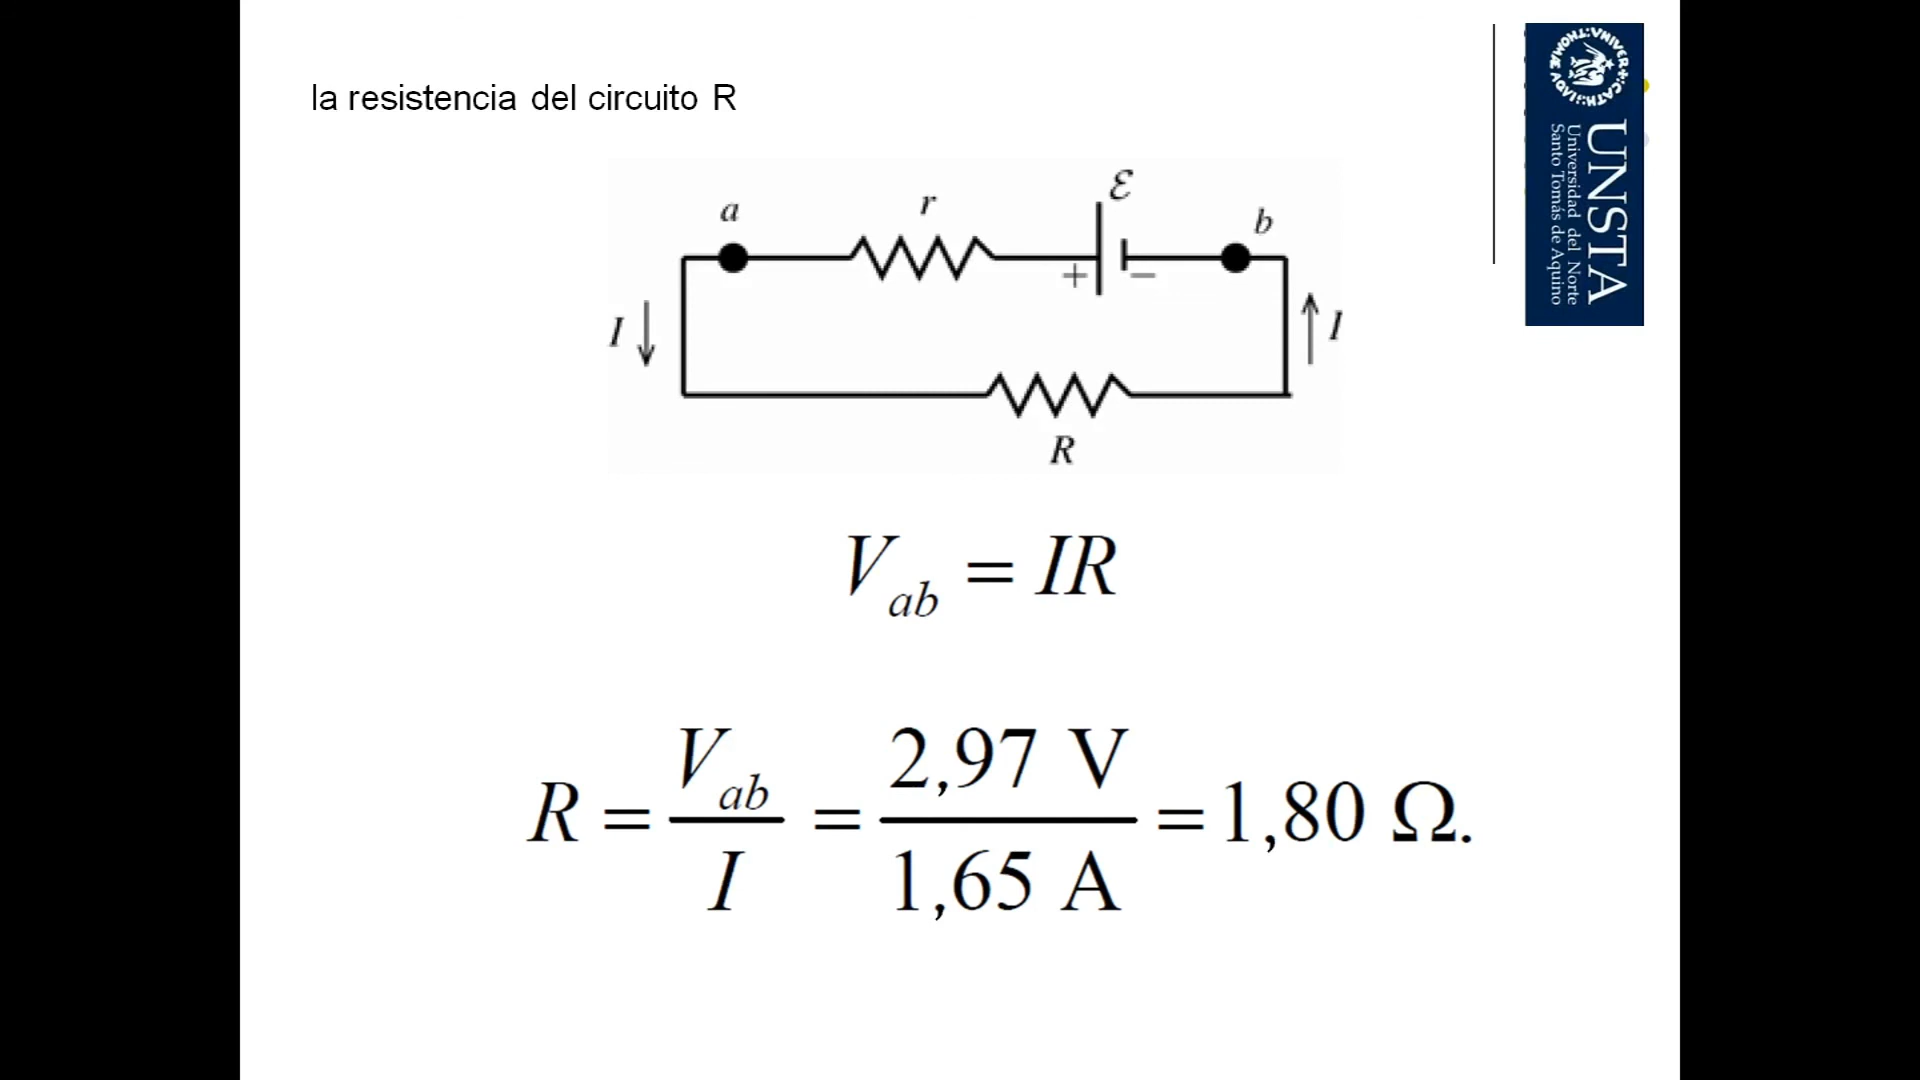 la resistencia del circuito R
UNSTA
Universidad del Norte
Santo Tomás de Aquino
a
r
ℰ
b
+
−
I
I
R
V_ab = IR
R = V_ab / I = 2,97 V / 1,65 A = 1,80 Ω.